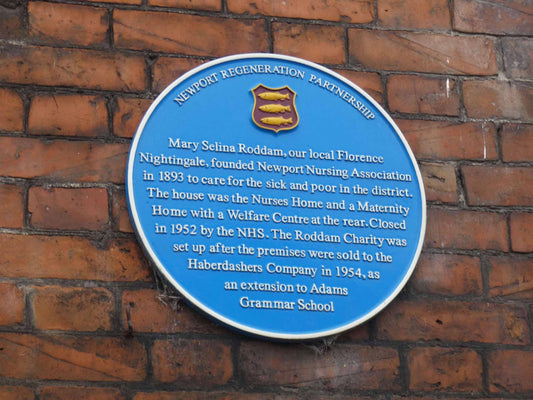 NEWPORT REGENERATION PARTNERSHIP
Mary Selina Roddam, our local Florence
Nightingale, founded Newport Nursing Association
in 1893 to care for the sick and poor in the district.
The house was the Nurses Home and a Maternity
Home with a Welfare Centre at the rear. Closed
in 1952 by the NHS. The Roddam Charity was
set up after the premises were sold to the
Haberdashers Company in 1954, as
an extension to Adams
Grammar School